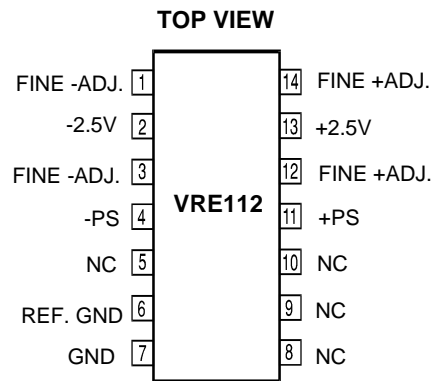 TOP VIEW
FINE -ADJ. 1 14 FINE +ADJ.
-2.5V 2 13 +2.5V
FINE -ADJ. 3 12 FINE +ADJ.
-PS 4 VRE112 11 +PS
NC 5 10 NC
REF. GND 6 9 NC
GND 7 8 NC